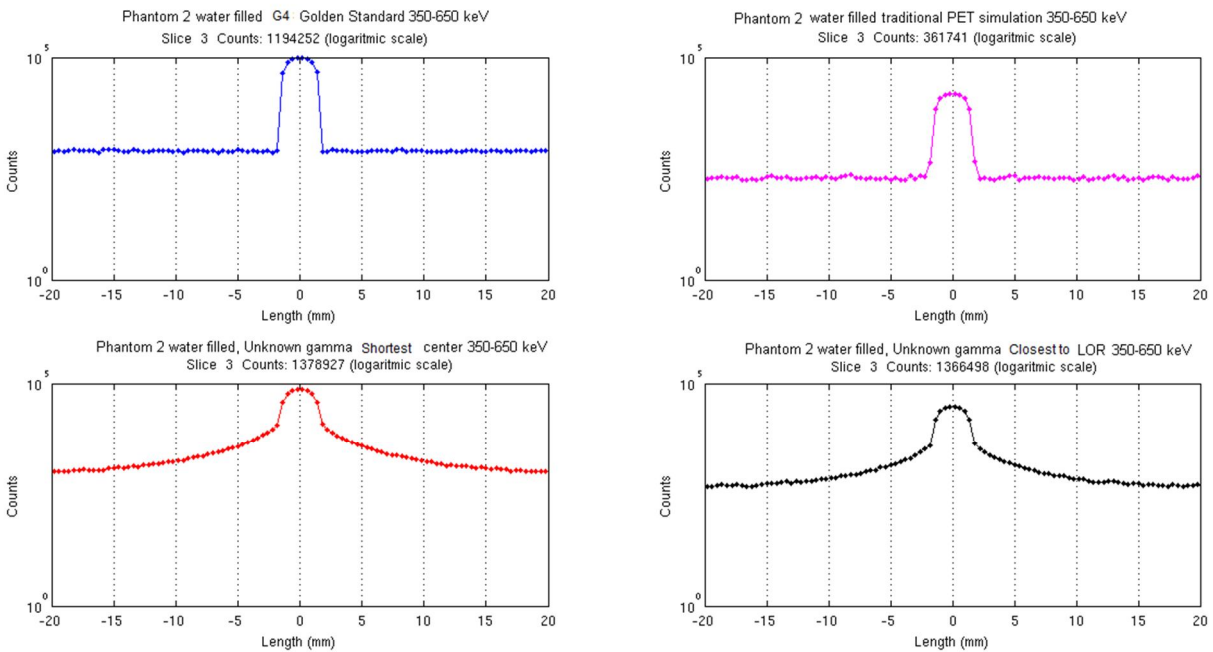 Phantom 2 water filled G4 Golden Standard 350-650 keV
Slice 3 Counts: 1194252 (logaritmic scale)
10^5
Counts
10^0
-20 -15 -10 -5 0 5 10 15 20
Length (mm)
Phantom 2 water filled traditional PET simulation 350-650 keV
Slice 3 Counts: 361741 (logaritmic scale)
10^5
Counts
10^0
-20 -15 -10 -5 0 5 10 15 20
Length (mm)
Phantom 2 water filled, Unknown gamma Shortest center 350-650 keV
Slice 3 Counts: 1378927 (logaritmic scale)
10^5
Counts
10^0
-20 -15 -10 -5 0 5 10 15 20
Length (mm)
Phantom 2 water filled, Unknown gamma Closest to LOR 350-650 keV
Slice 3 Counts: 1366498 (logaritmic scale)
10^5
Counts
10^0
-20 -15 -10 -5 0 5 10 15 20
Length (mm)